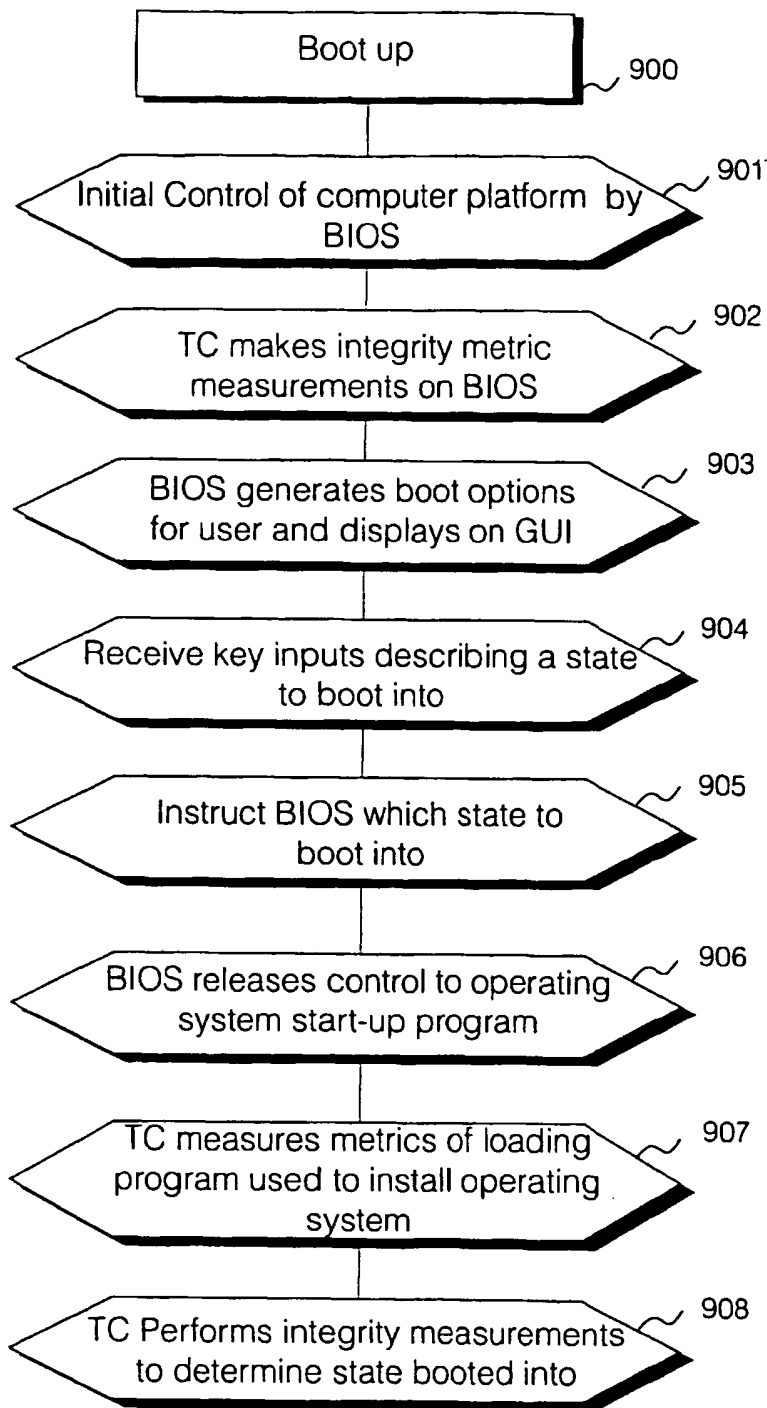 Boot up
900
Initial Control of computer platform by
BIOS
901
TC makes integrity metric
measurements on BIOS
902
BIOS generates boot options
for user and displays on GUI
903
Receive key inputs describing a state
to boot into
904
Instruct BIOS which state to
boot into
905
BIOS releases control to operating
system start-up program
906
TC measures metrics of loading
program used to install operating
system
907
TC Performs integrity measurements
to determine state booted into
908